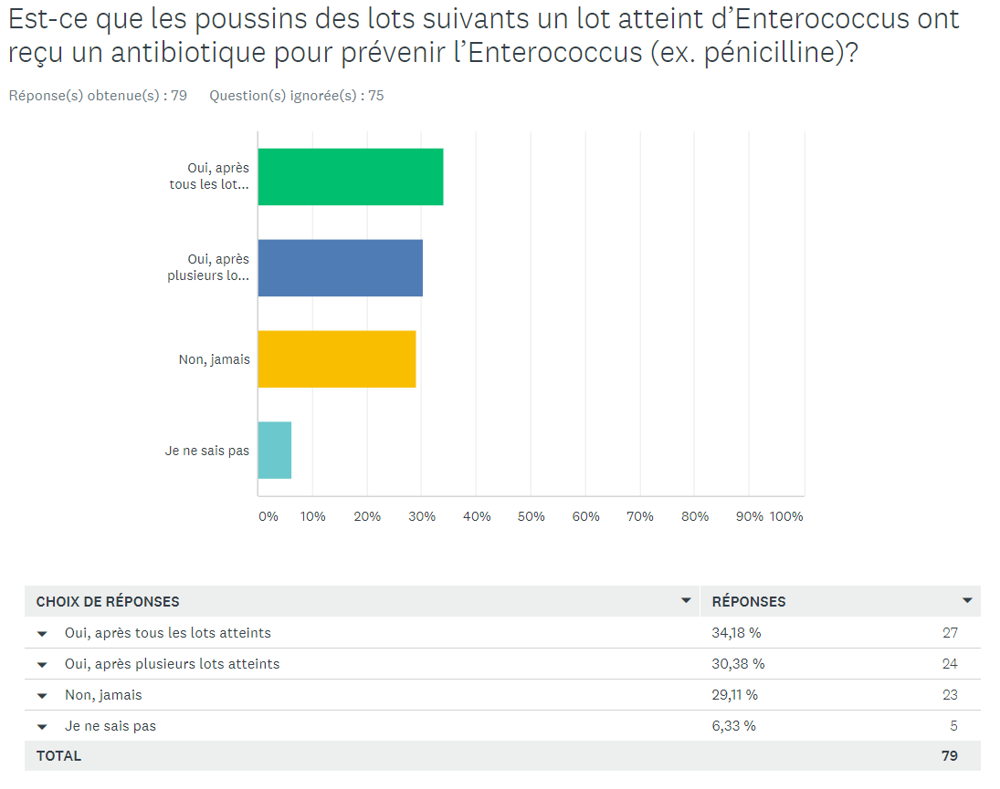 Est-ce que les poussins des lots suivants un lot atteint d’Enterococcus ont
reçu un antibiotique pour prévenir l’Enterococcus (ex. pénicilline)?
Réponse(s) obtenue(s) : 79 Question(s) ignorée(s) : 75
Oui, après
tous les lot...
Oui, après
plusieurs lo...
Non, jamais
Je ne sais pas
0% 10% 20% 30% 40% 50% 60% 70% 80% 90% 100%
CHOIX DE RÉPONSES RÉPONSES
Oui, après tous les lots atteints 34,18 % 27
Oui, après plusieurs lots atteints 30,38 % 24
Non, jamais 29,11 % 23
Je ne sais pas 6,33 % 5
TOTAL 79